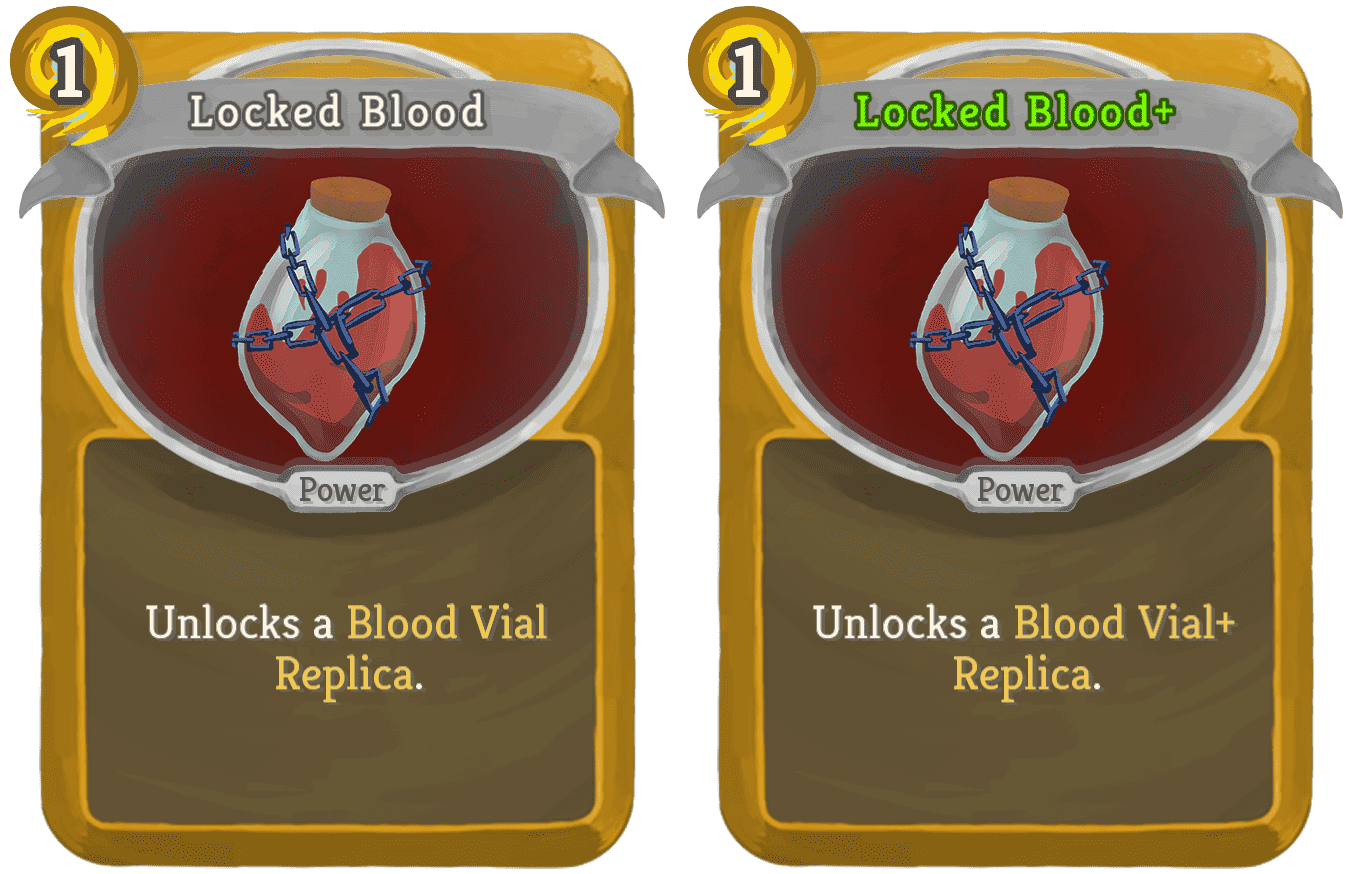 1
Locked Blood
Power
Unlocks a Blood Vial
Replica.
1
Locked Blood+
Power
Unlocks a Blood Vial+
Replica.